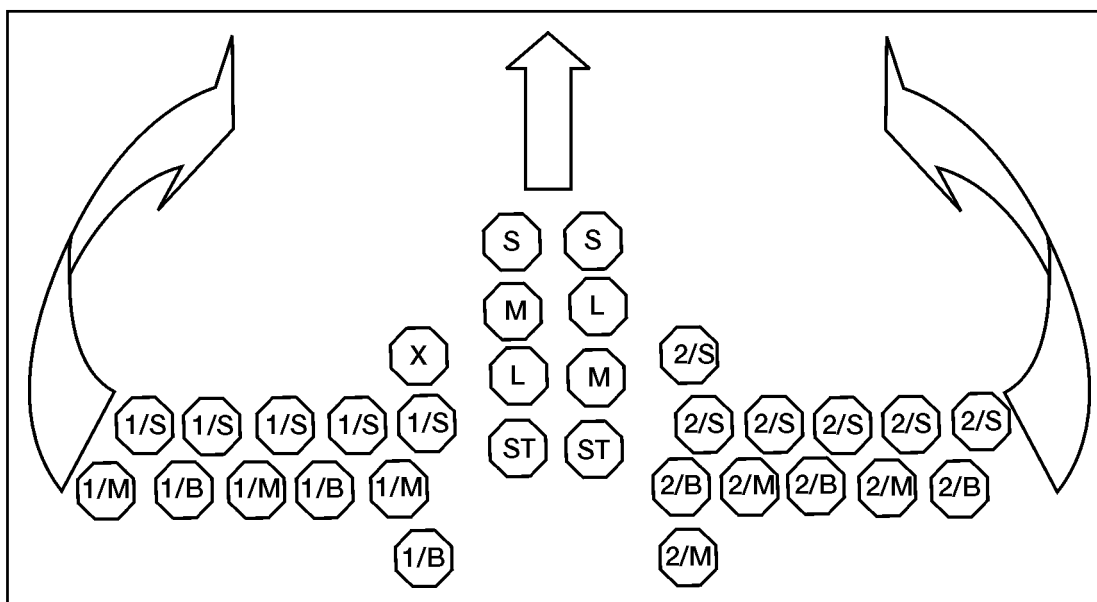 S S
M L
X L M 2/S
1/S 1/S 1/S 1/S 1/S ST ST 2/S 2/S 2/S 2/S 2/S
1/M 1/B 1/M 1/B 1/M 2/B 2/M 2/B 2/M 2/B
1/B 2/M